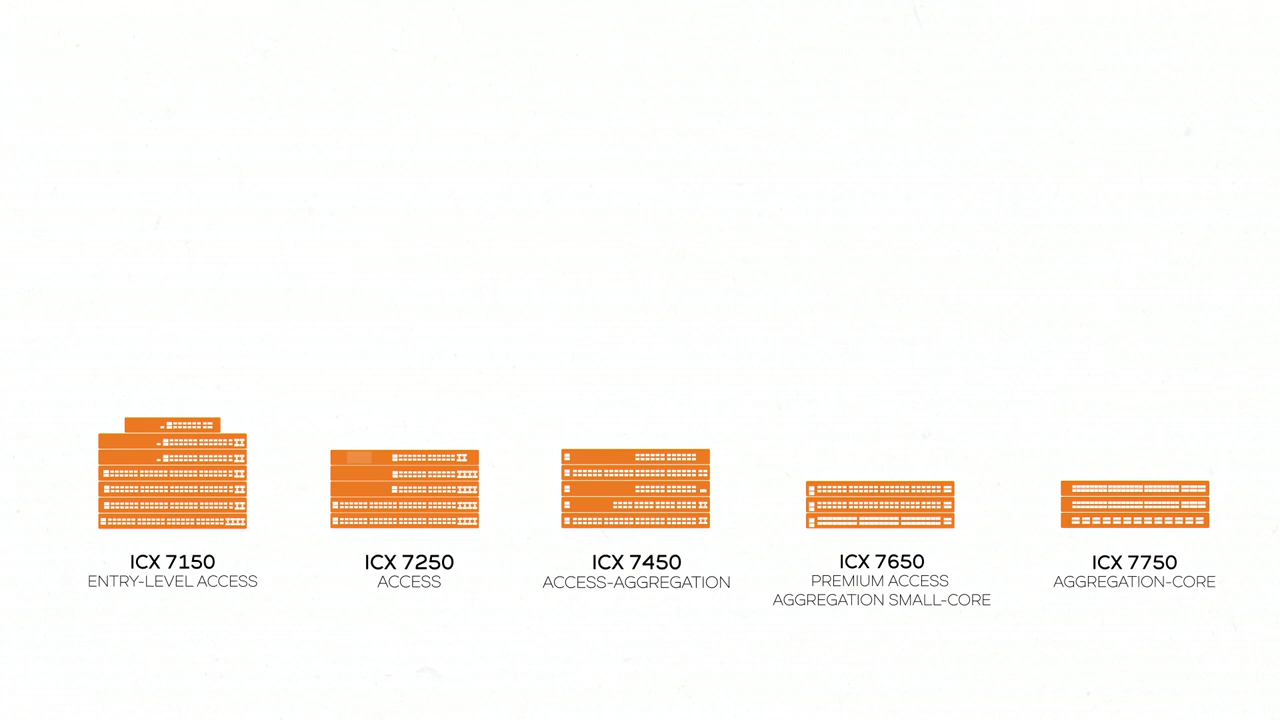 ICX 7150
ENTRY-LEVEL ACCESS
ICX 7250
ACCESS
ICX 7450
ACCESS-AGGREGATION
ICX 7650
PREMIUM ACCESS
AGGREGATION SMALL-CORE
ICX 7750
AGGREGATION-CORE